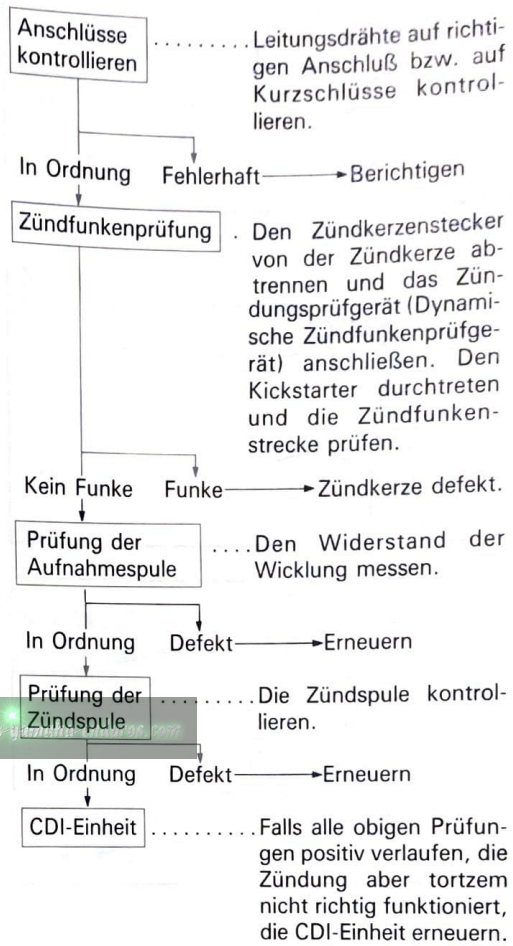 Anschlüsse
kontrollieren
.........Leitungsdrähte auf richti-
gen Anschluß bzw. auf
Kurzschlüsse kontrol-
lieren.
In Ordnung Fehlerhaft Berichtigen
Zündfunkenprüfung
. Den Zündkerzenstecker
von der Zündkerze ab-
trennen und das Zün-
dungsprüfgerät (Dynami-
sche Zündfunkenprüfge-
rät) anschließen. Den
Kickstarter durchtreten
und die Zündfunken-
strecke prüfen.
Kein Funke Funke Zündkerze defekt.
Prüfung der
Aufnahmespule
....Den Widerstand der
Wicklung messen.
In Ordnung Defekt Erneuern
Prüfung der
Zündspule
.........Die Zündspule kontrol-
lieren.
In Ordnung Defekt Erneuern
CDI-Einheit
..........Falls alle obigen Prüfun-
gen positiv verlaufen, die
Zündung aber tortzem
nicht richtig funktioniert,
die CDI-Einheit erneuern.